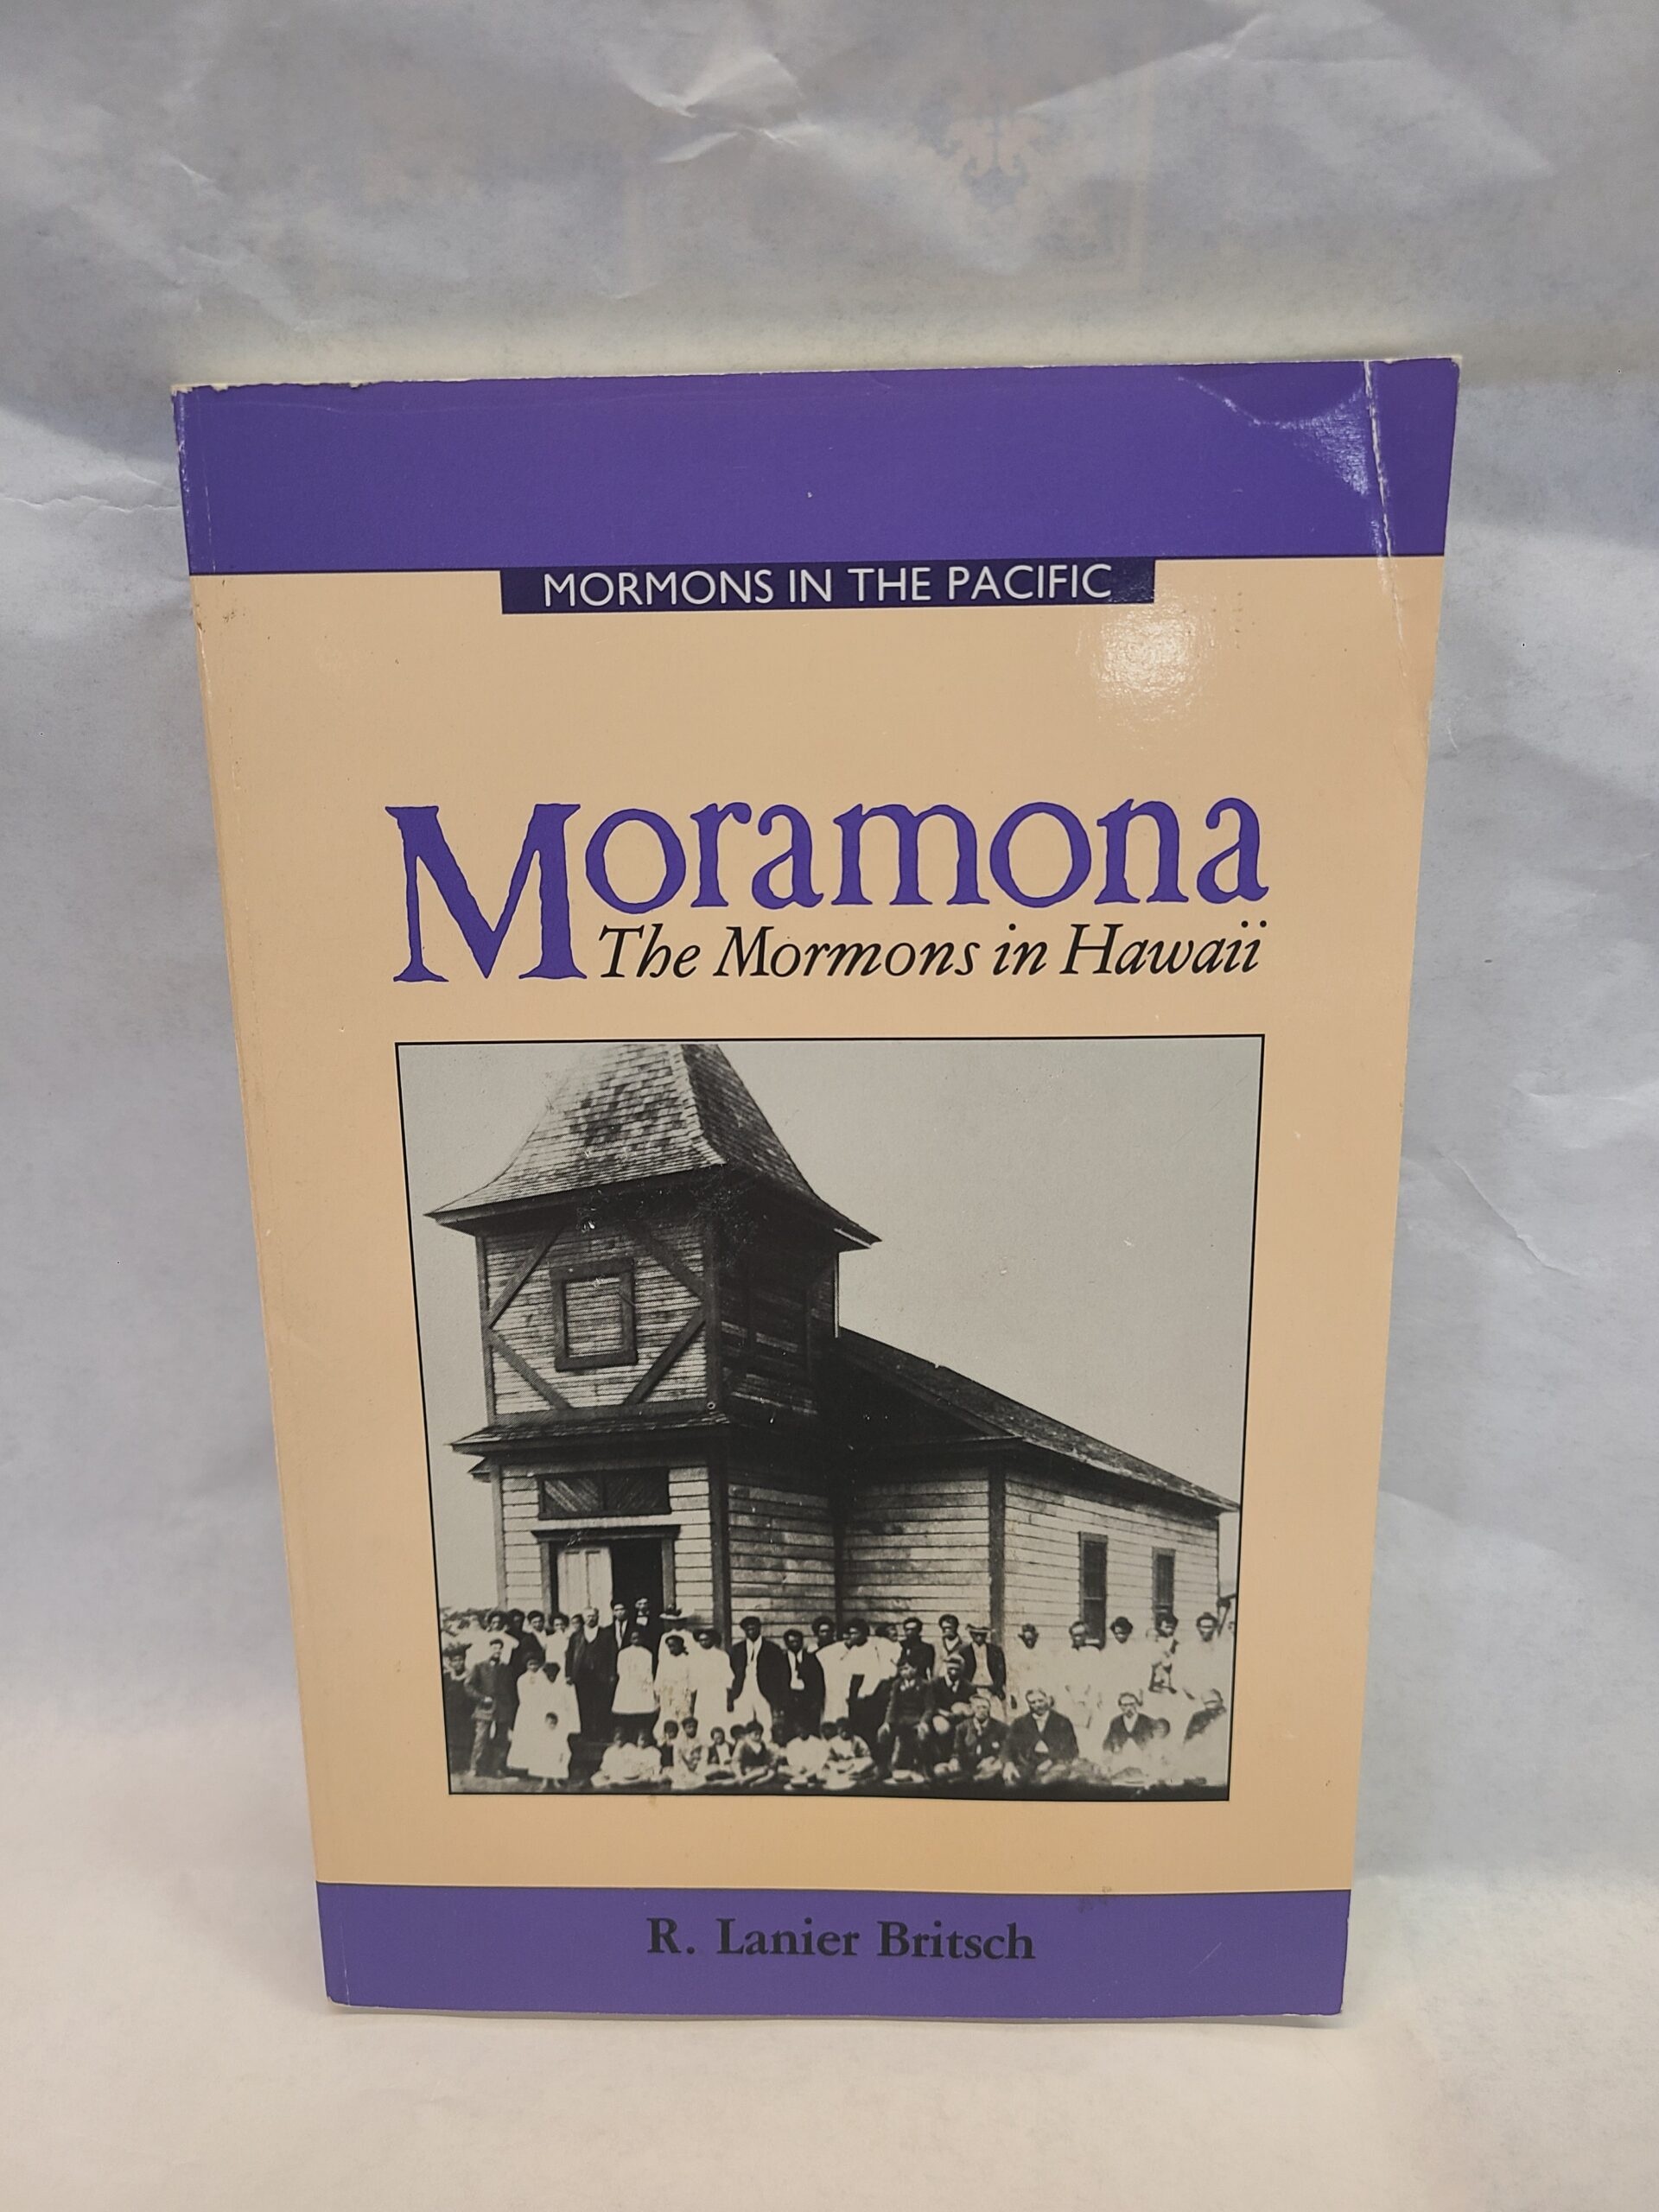 MORMONS IN THE PACIFIC
Moramona
The Mormons in Hawaii
R. Lanier Britsch